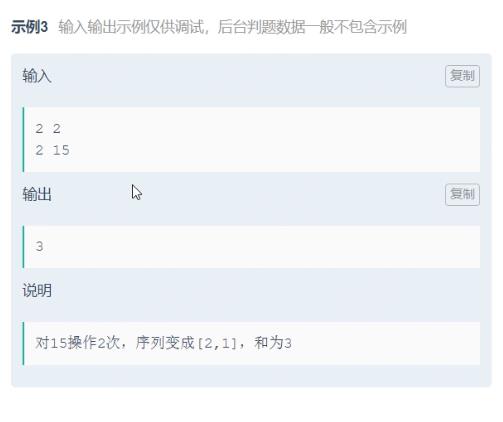 示例3 输入输出示例仅供调试，后台判题数据一般不包含示例
输入
复制
2 2
2 15
输出
复制
3
说明
对15操作2次，序列变成[2,1]，和为3